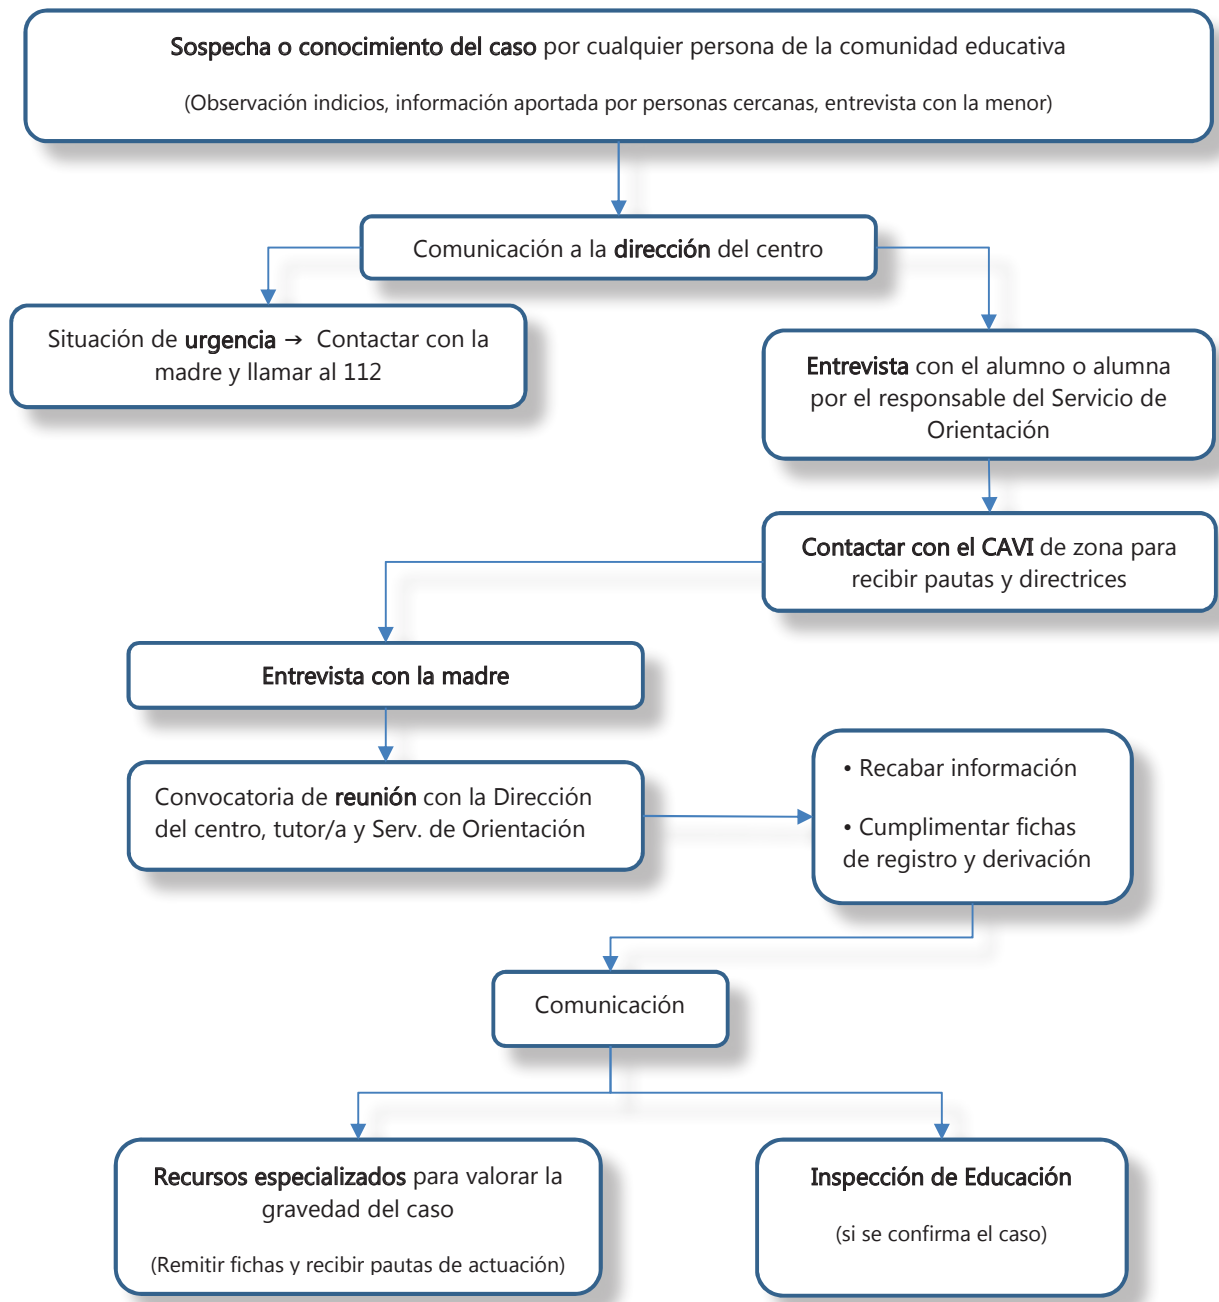 Sospecha o conocimiento del caso por cualquier persona de la comunidad educativa
(Observación indicios, información aportada por personas cercanas, entrevista con la menor)
Comunicación a la dirección del centro
Situación de urgencia → Contactar con la
madre y llamar al 112
Entrevista con el alumno o alumna
por el responsable del Servicio de
Orientación
Contactar con el CAVI de zona para
recibir pautas y directrices
Entrevista con la madre
Convocatoria de reunión con la Dirección
del centro, tutor/a y Serv. de Orientación
• Recabar información
• Cumplimentar fichas
de registro y derivación
Comunicación
Recursos especializados para valorar la
gravedad del caso
(Remitir fichas y recibir pautas de actuación)
Inspección de Educación
(si se confirma el caso)